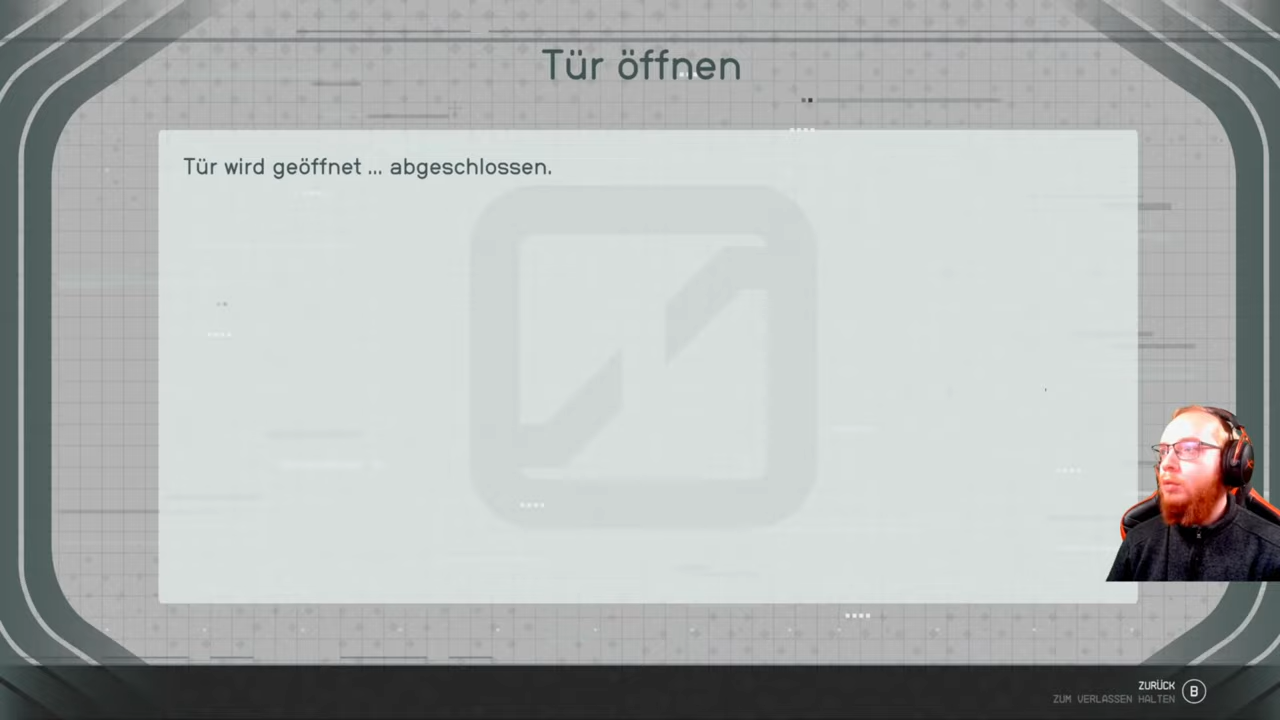 Tür öffnen
Tür wird geöffnet ... abgeschlossen.
ZURÜCK
ZUM VERLASSEN HALTEN
B